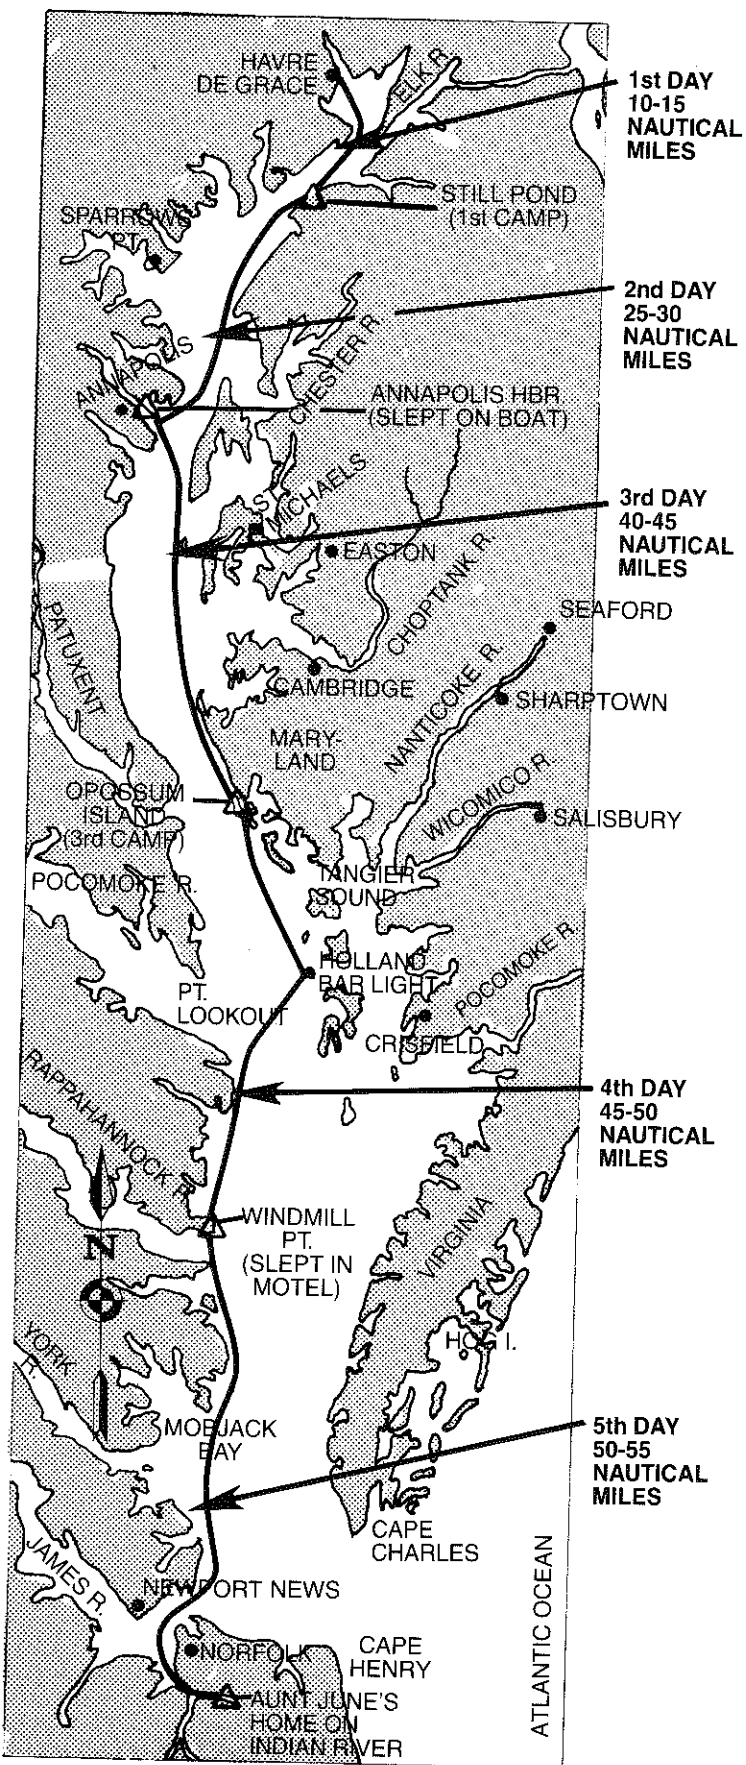 HAVRE
DE GRACE
ELK R.
1st DAY
10-15
NAUTICAL
MILES
STILL POND
(1st CAMP)
SPARROWS
PT.
2nd DAY
25-30
NAUTICAL
MILES
CHESTER R.
ANNAPOLIS
ANNAPOLIS HBR.
(SLEPT ON BOAT)
ST.
MICHAELS
3rd DAY
40-45
NAUTICAL
MILES
EASTON
CHOPTANK R.
SEAFORD
PATUXENT
CAMBRIDGE
NANTICOKE R.
SHARPTOWN
MARY-
LAND
OPOSSUM
ISLAND
(3rd CAMP)
WICOMICO R.
SALISBURY
POCOMOKE R.
TANGIER
SOUND
HOLLAND
BAR LIGHT
POCOMOKE R.
PT.
LOOKOUT
CRISFIELD
RAPPAHANNOCK R.
4th DAY
45-50
NAUTICAL
MILES
WINDMILL
PT.
(SLEPT IN
MOTEL)
VIRGINIA
N
HOG I.
YORK
R.
MOBJACK
BAY
5th DAY
50-55
NAUTICAL
MILES
CAPE
CHARLES
JAMES R.
NEWPORT NEWS
ATLANTIC OCEAN
NORFOLK
CAPE
HENRY
AUNT JUNE'S
HOME ON
INDIAN RIVER